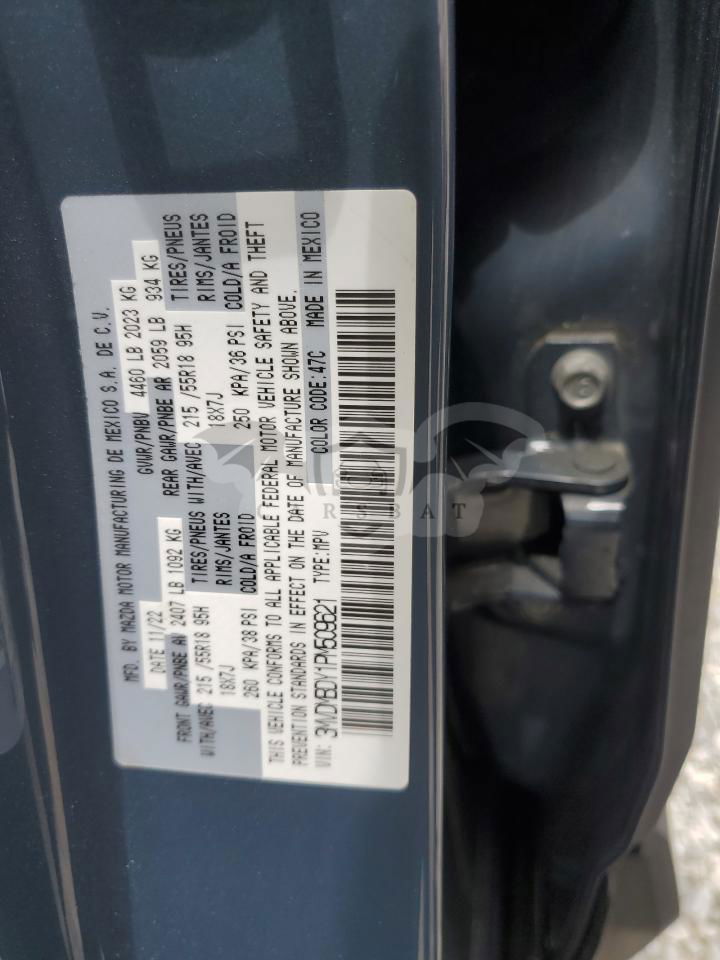 MFD. BY MAZDA MOTOR MANUFACTURING DE MEXICO S.A. DE C.V.
DATE 11/22 GVWR/PNBV 4460 LB 2023 KG
FRONT GAWR/PNBE AV 2407 LB 1092 KG REAR GAWR/PNBE AR 2059 LB 934 KG
WITH/AVEC 215 /55R18 95H TIRES/PNEUS WITH/AVEC 215 /55R18 95H TIRES/PNEUS
18X7J RIMS/JANTES 18X7J RIMS/JANTES
260 KPA/38 PSI COLD/A FROID 250 KPA/36 PSI COLD/A FROID
THIS VEHICLE CONFORMS TO ALL APPLICABLE FEDERAL MOTOR VEHICLE SAFETY AND THEFT
PREVENTION STANDARDS IN EFFECT ON THE DATE OF MANUFACTURE SHOWN ABOVE.
VIN: 3MVDMBDY1PM509621 TYPE:MPV COLOR CODE:47C MADE IN MEXICO